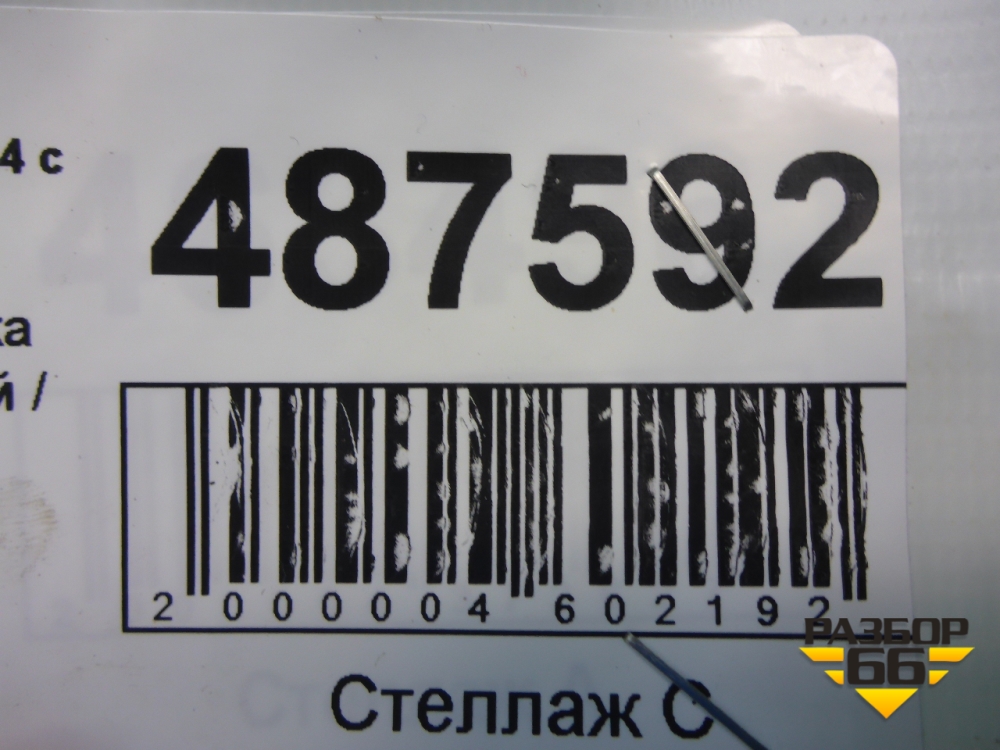 4 с
487592
ка
й /
2 000004 602192
Стеллаж С
РАЗБОР
66